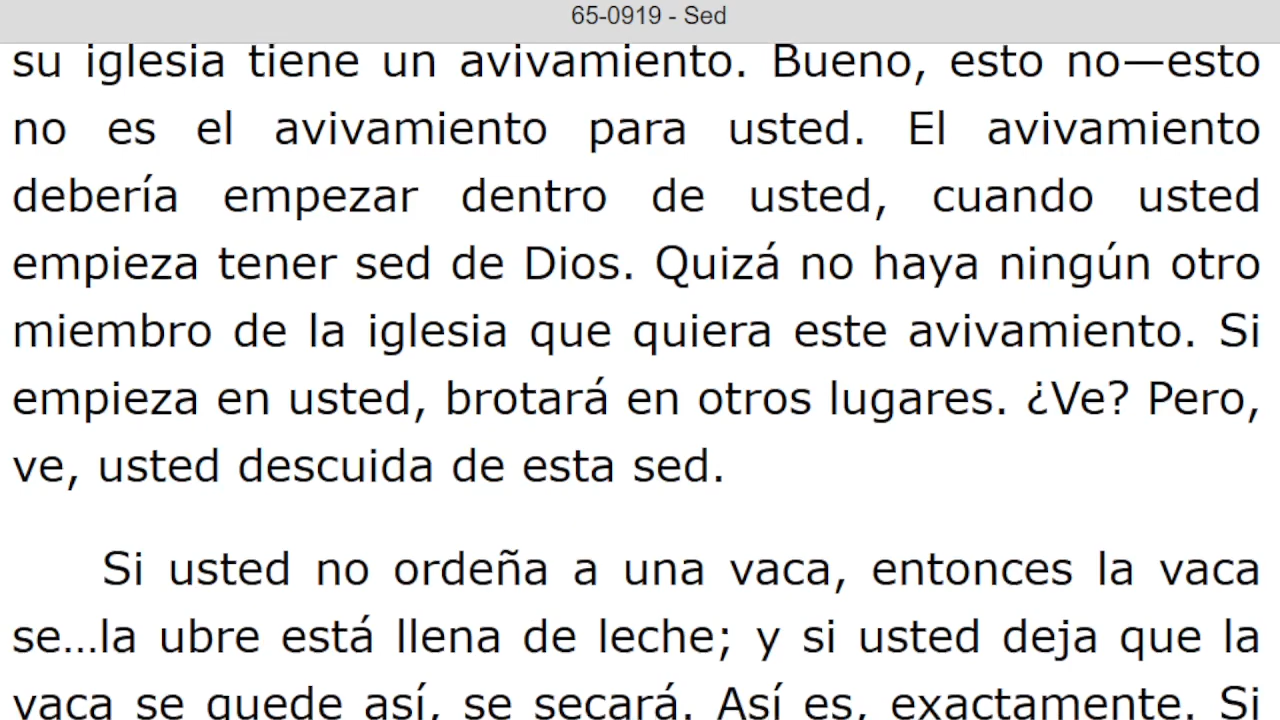 65-0919 - Sed
su iglesia tiene un avivamiento. Bueno, esto no—esto
no es el avivamiento para usted. El avivamiento
debería empezar dentro de usted, cuando usted
empieza tener sed de Dios. Quizá no haya ningún otro
miembro de la iglesia que quiera este avivamiento. Si
empieza en usted, brotará en otros lugares. ¿Ve? Pero,
ve, usted descuida de esta sed.
Si usted no ordeña a una vaca, entonces la vaca
se...la ubre está llena de leche; y si usted deja que la
vaca se quede así, se secará. Así es, exactamente. Si